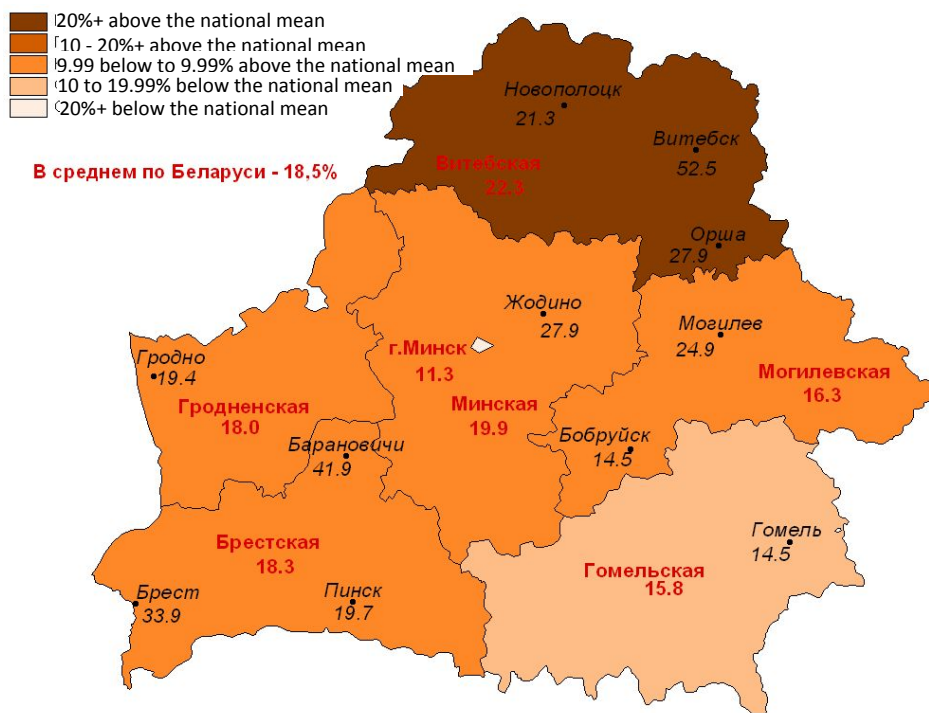 20%+ above the national mean
10 - 20%+ above the national mean
9.99 below to 9.99% above the national mean
10 to 19.99% below the national mean
20%+ below the national mean
В среднем по Беларуси - 18,5%
Новополоцк
21.3
Витебск
52.5
Витебская
22.3
Орша
27.9
Жодино
27.9
Могилев
24.9
г.Минск
11.3
Гродно
19.4
Могилевская
16.3
Гродненская
18.0
Минская
19.9
Барановичи
41.9
Бобруйск
14.5
Гомель
14.5
Брестская
18.3
Гомельская
15.8
Брест
33.9
Пинск
19.7